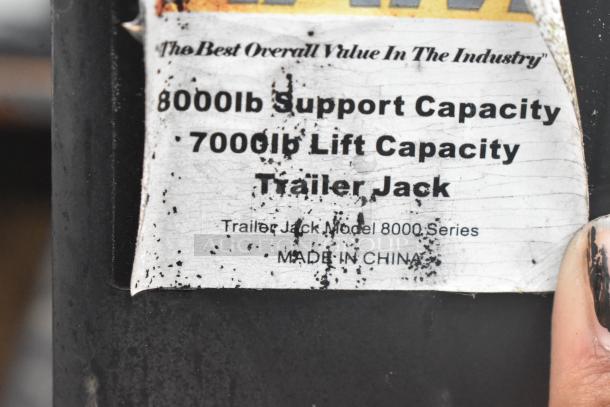 "The Best Overall Value In The Industry"
8000lb Support Capacity
7000lb Lift Capacity
Trailer Jack
Trailer Jack Model 8000 Series
MADE IN CHINA